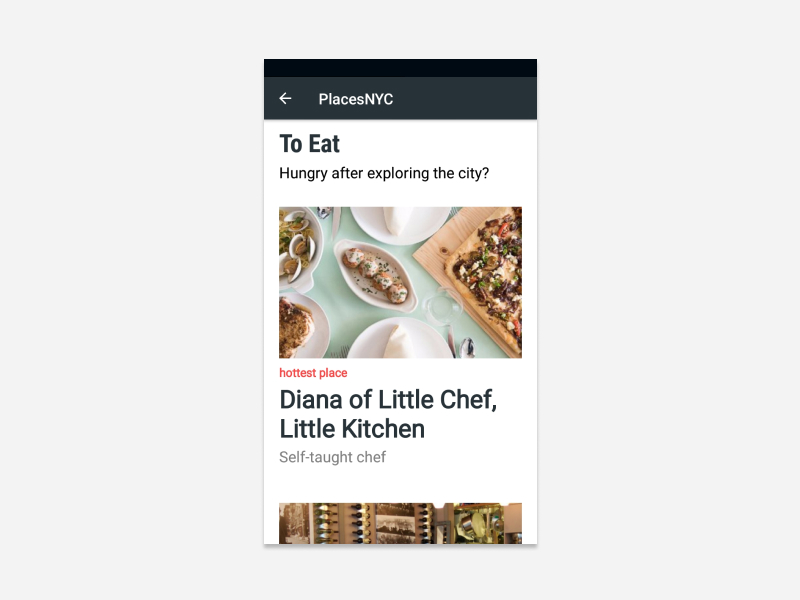 PlacesNYC
To Eat
Hungry after exploring the city?
hottest place
Diana of Little Chef,
Little Kitchen
Self-taught chef